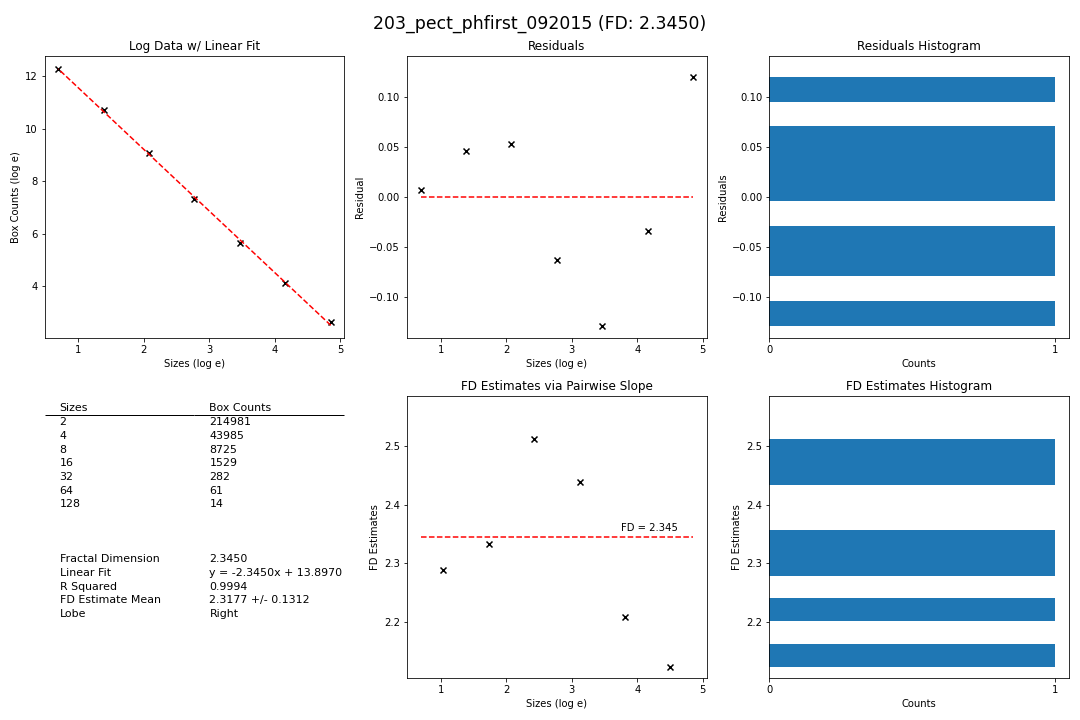 203_pect_phfirst_092015 (FD: 2.3450)
Log Data w/ Linear Fit
Box Counts (log e)
12
10
8
6
4
1 2 3 4 5
Sizes (log e)
Residuals
Residual
0.10
0.05
0.00
−0.05
−0.10
1 2 3 4 5
Sizes (log e)
Residuals Histogram
Residuals
0.10
0.05
0.00
−0.05
−0.10
0 1
Counts
Sizes Box Counts
2 214981
4 43985
8 8725
16 1529
32 282
64 61
128 14
Fractal Dimension 2.3450
Linear Fit y = -2.3450x + 13.8970
R Squared 0.9994
FD Estimate Mean 2.3177 +/- 0.1312
Lobe Right
FD Estimates via Pairwise Slope
FD Estimates
2.5
2.4
2.3
2.2
FD = 2.345
1 2 3 4 5
Sizes (log e)
FD Estimates Histogram
FD Estimates
2.5
2.4
2.3
2.2
0 1
Counts